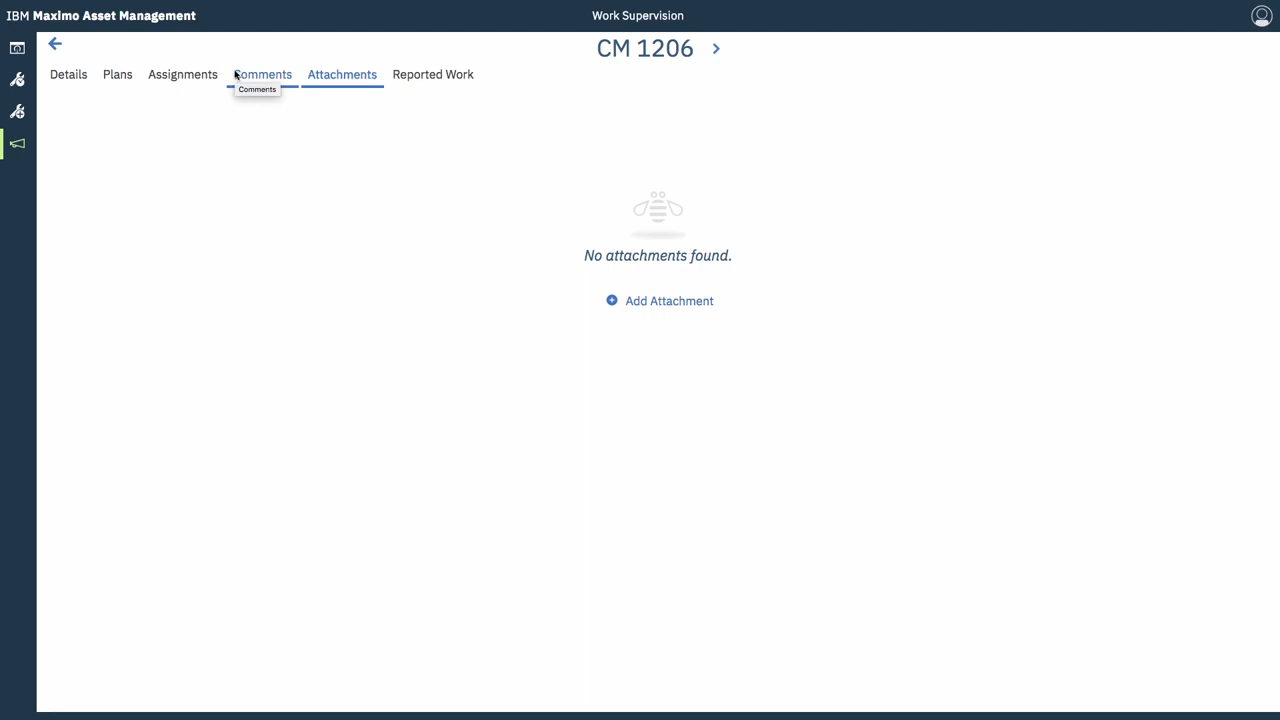 IBM Maximo Asset Management
Work Supervision
CM 1206
Details Plans Assignments Comments Attachments Reported Work
Comments
No attachments found.
Add Attachment